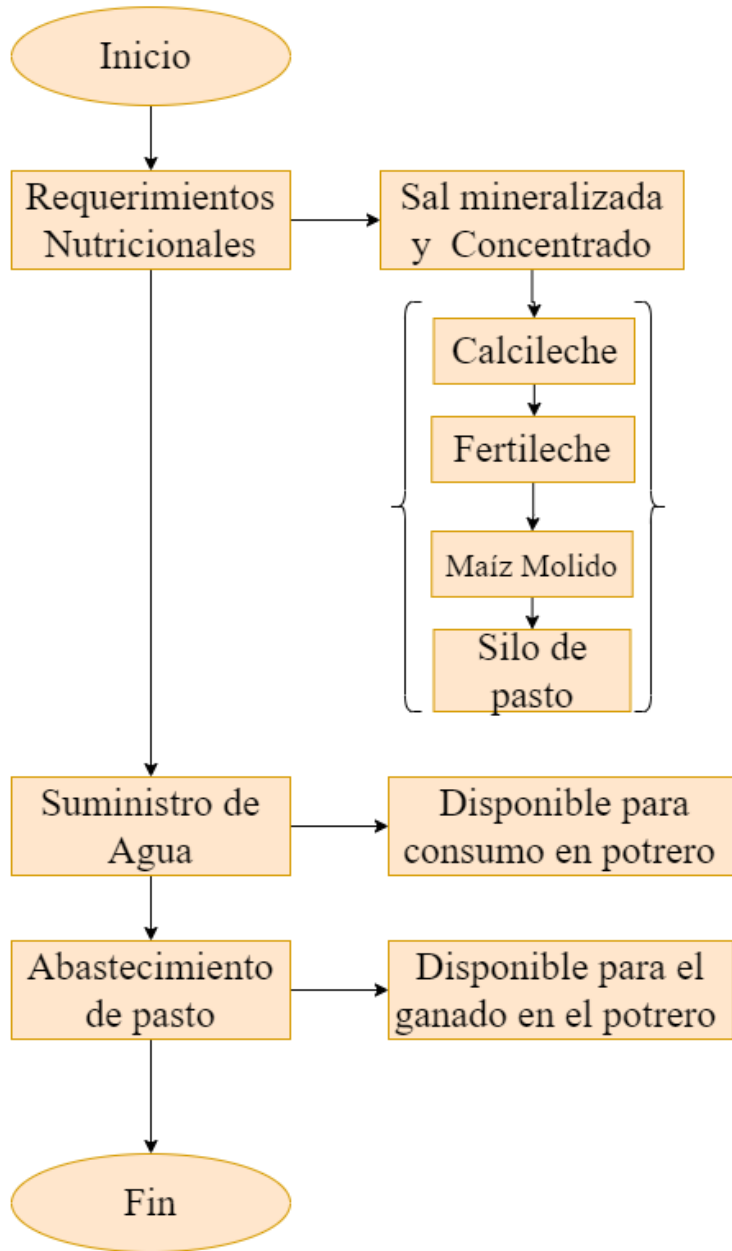 Inicio
Requerimientos
Nutricionales
Sal mineralizada
y Concentrado
Calcileche
Fertileche
Maíz Molido
Silo de
pasto
Suministro de
Agua
Disponible para
consumo en potrero
Abastecimiento
de pasto
Disponible para el
ganado en el potrero
Fin